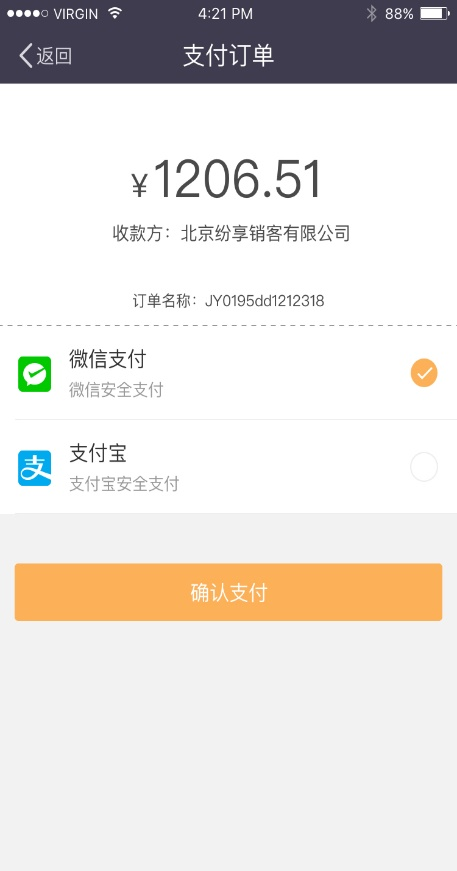 VIRGIN 4:21 PM 88%
返回 支付订单
¥1206.51
收款方：北京纷享销客有限公司
订单名称：JY0195dd1212318
微信支付
微信安全支付
支 支付宝
支付宝安全支付
确认支付